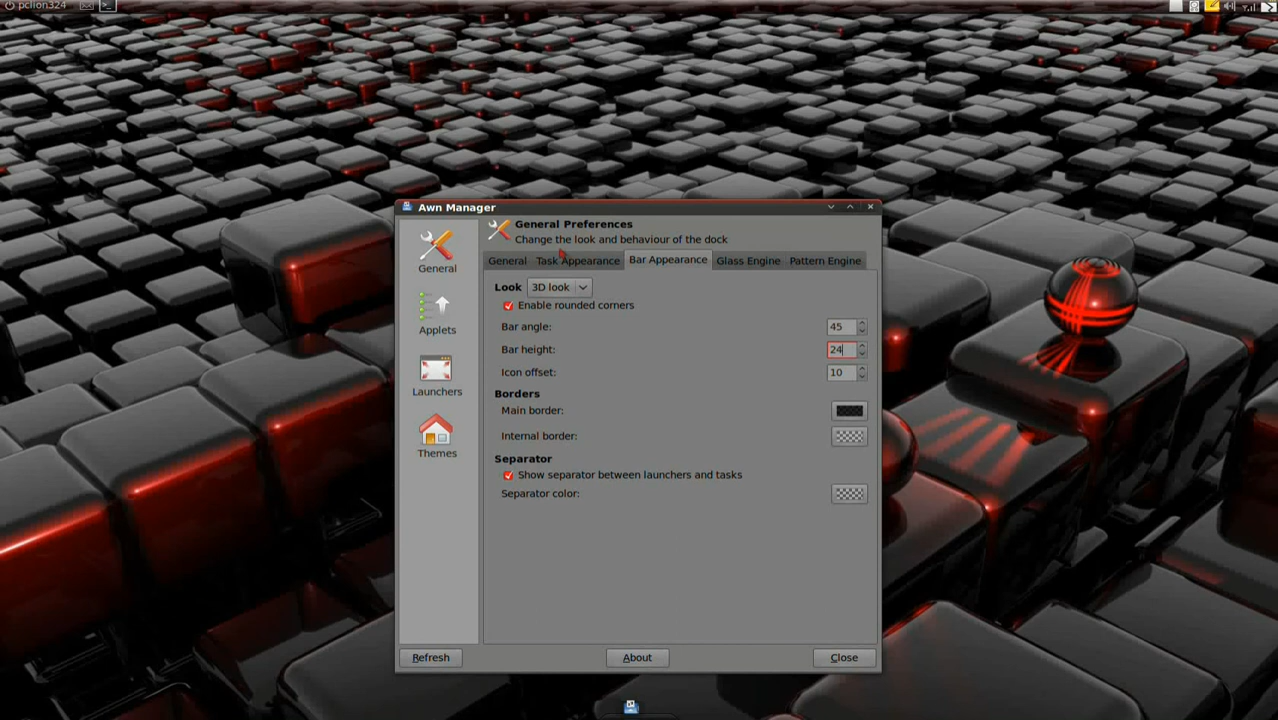 pclion324
Awn Manager
General Preferences
Change the look and behaviour of the dock
General
Applets
Launchers
Themes
General Task Appearance Bar Appearance Glass Engine Pattern Engine
Look 3D look
Enable rounded corners
Bar angle: 45
Bar height: 24
Icon offset: 10
Borders
Main border:
Internal border:
Separator
Show separator between launchers and tasks
Separator color:
Refresh About Close